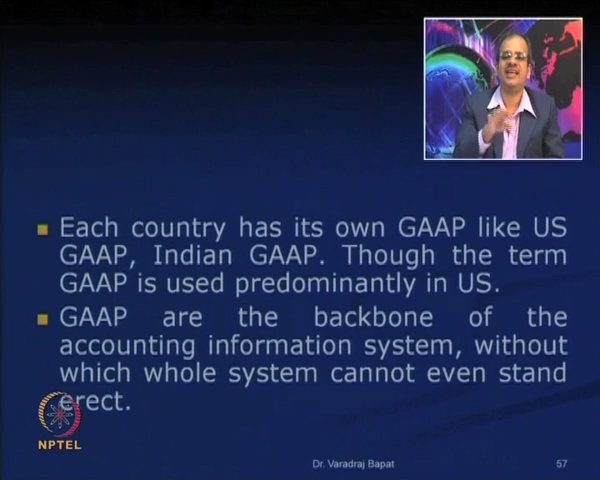 Each country has its own GAAP like US
GAAP, Indian GAAP. Though the term
GAAP is used predominantly in US.
GAAP are the backbone of the
accounting information system, without
which whole system cannot even stand
erect.
NPTEL
Dr. Varadraj Bapat
57